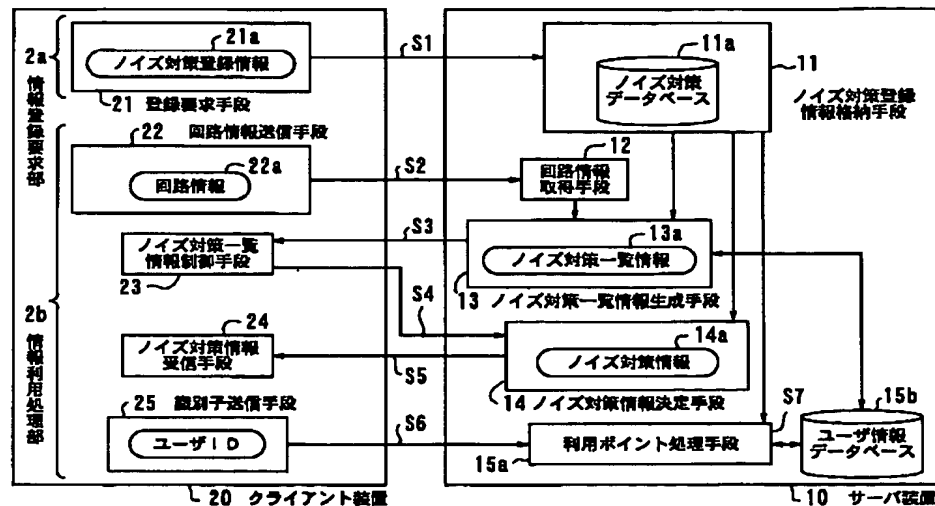 2a
情報登録要求部
21a
ノイズ対策登録情報
21 登録要求手段
S1
22 回路情報送信手段
22a
回路情報
S2
ノイズ対策一覧
情報制御手段
23
S3
S4
2b
情報利用処理部
24
ノイズ対策情報
受信手段
S5
25 識別子送信手段
ユーザID
S6
20 クライアント装置
11a
ノイズ対策
データベース
11
ノイズ対策登録
情報格納手段
12
回路情報
取得手段
13a
ノイズ対策一覧情報
13 ノイズ対策一覧情報生成手段
14a
ノイズ対策情報
14 ノイズ対策情報決定手段
S7
利用ポイント処理手段
15a
15b
ユーザ情報
データベース
10 サーバ装置